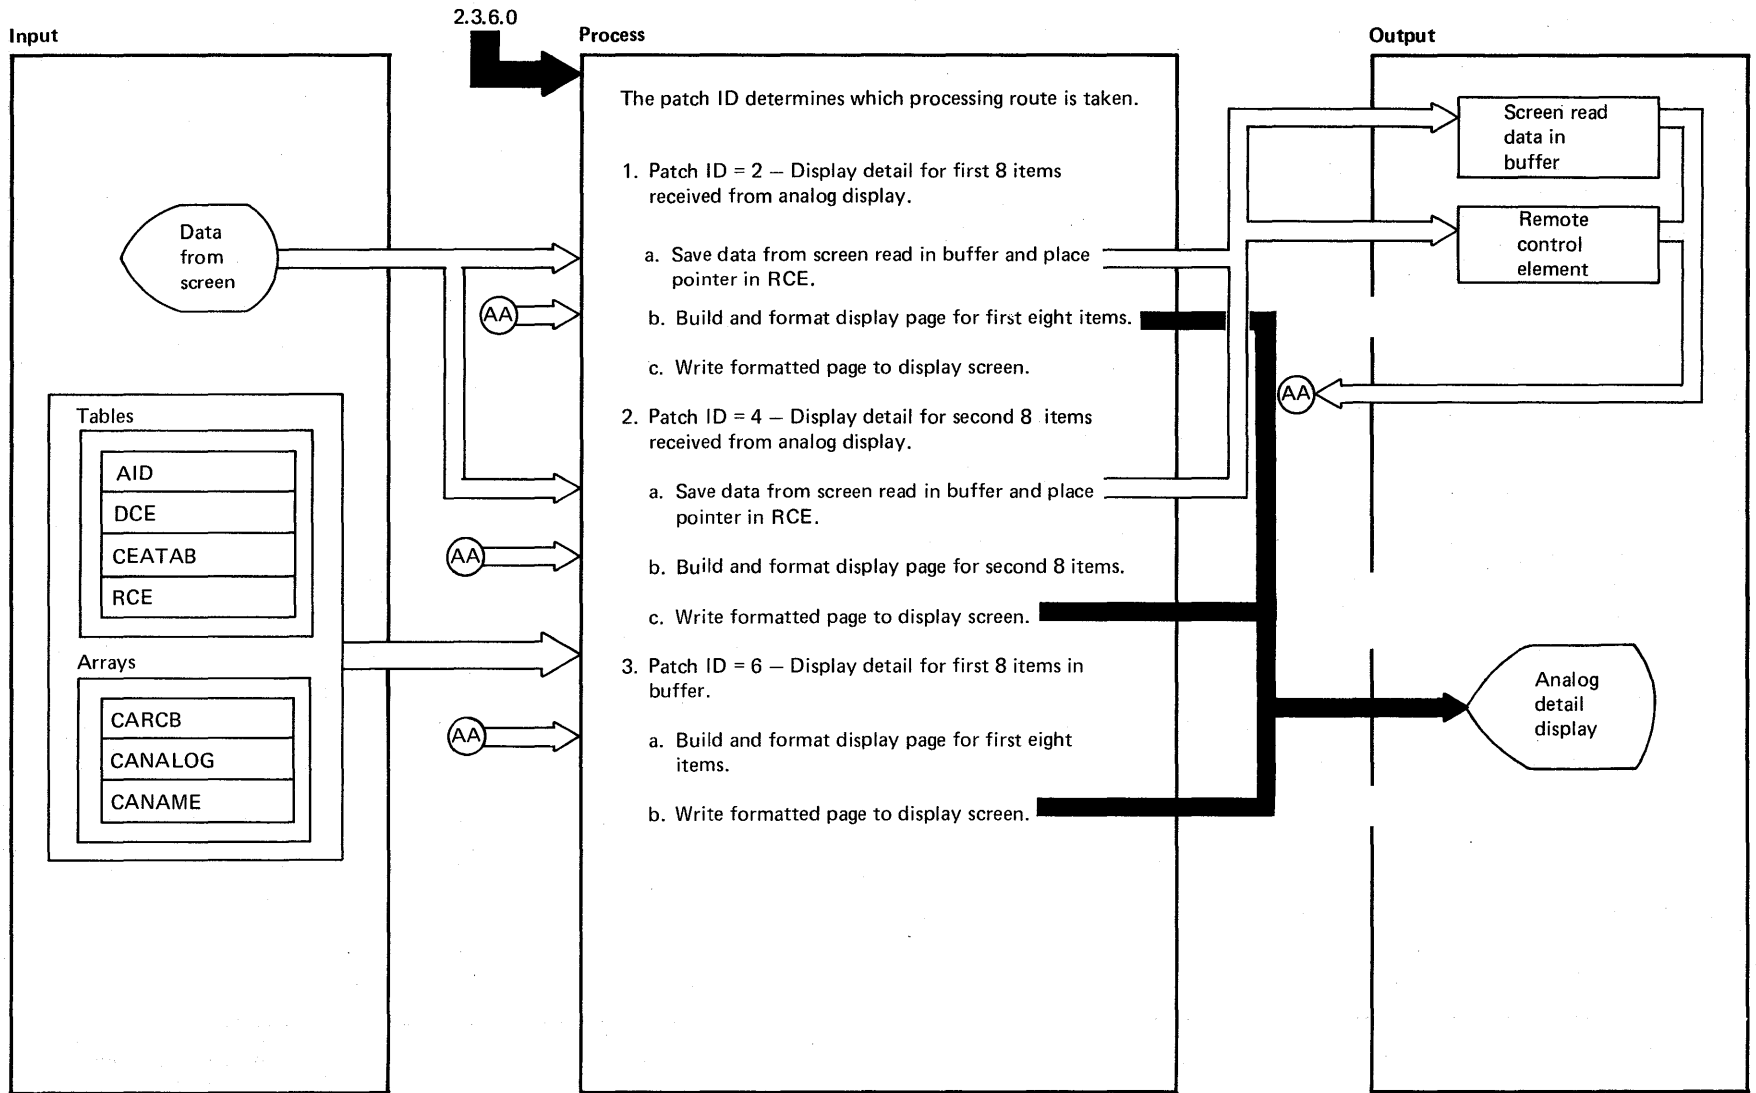 2.3.6.0
Input
Process
Output
Data
from
screen
Tables
AID
DCE
CEATAB
RCE
Arrays
CARCB
CANALOG
CANAME
AA
AA
AA
The patch ID determines which processing route is taken.
1. Patch ID = 2 — Display detail for first 8 items
received from analog display.
a. Save data from screen read in buffer and place
pointer in RCE.
b. Build and format display page for first eight items.
c. Write formatted page to display screen.
2. Patch ID = 4 — Display detail for second 8 items
received from analog display.
a. Save data from screen read in buffer and place
pointer in RCE.
b. Build and format display page for second 8 items.
c. Write formatted page to display screen.
3. Patch ID = 6 — Display detail for first 8 items in
buffer.
a. Build and format display page for first eight
items.
b. Write formatted page to display screen.
Screen read
data in
buffer
Remote
control
element
AA
Analog
detail
display